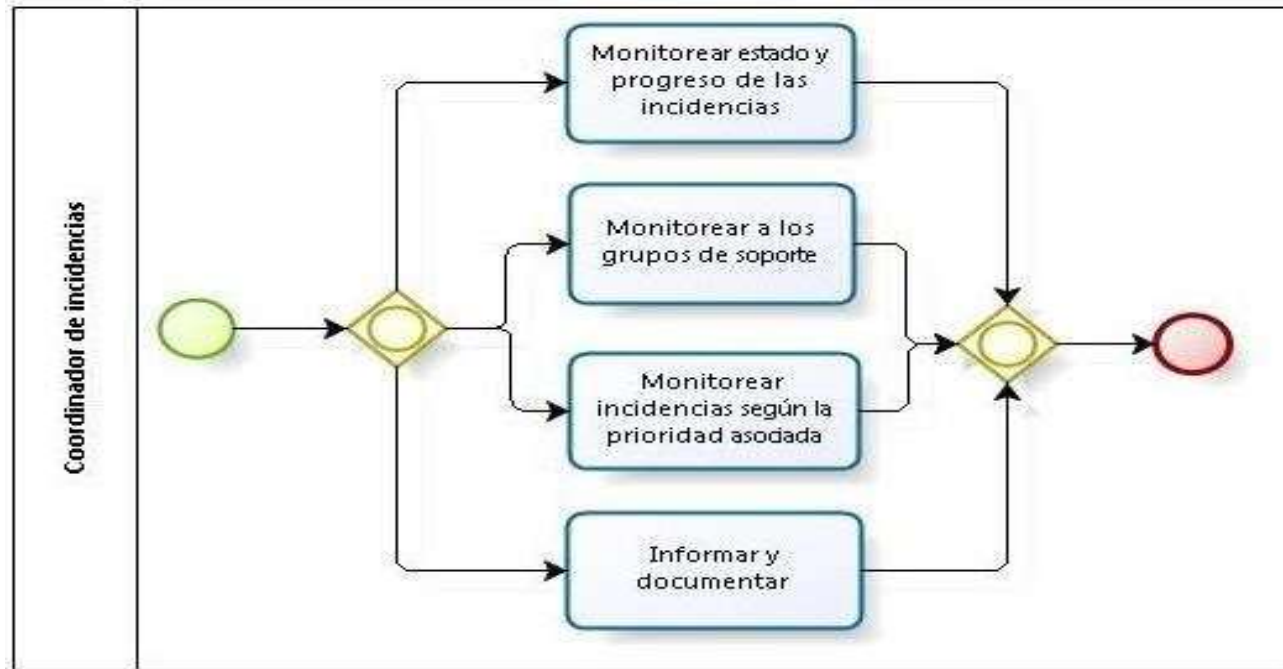 Coordinador de incidencias
Monitorear estado y
progreso de las
incidencias
Monitorear a los
grupos de soporte
Monitorear
incidencias según la
prioridad asociada
Informar y
documentar